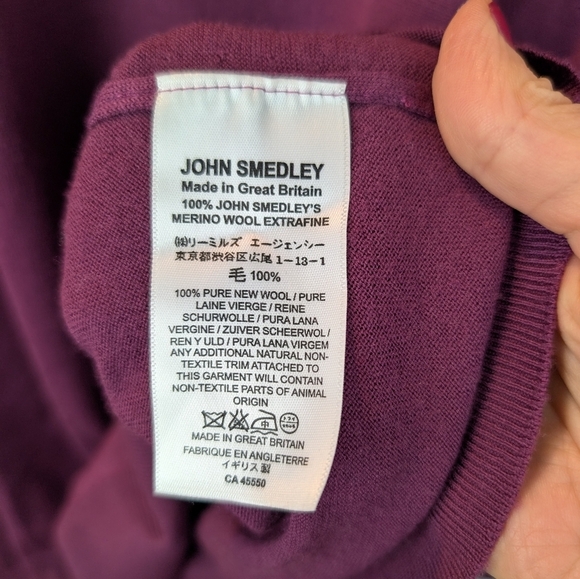 JOHN SMEDLEY
Made in Great Britain
100% JOHN SMEDLEY'S
MERINO WOOL EXTRAFINE
㈱リーミルズ エージェンシー
東京都渋谷区広尾 1-13-1
毛 100%
100% PURE NEW WOOL / PURE
LAINE VIERGE / REINE
SCHURWOLLE / PURA LANA
VERGINE / ZUIVER SCHEERWOL /
REN Y ULD / PURA LANA VIRGEM
ANY ADDITIONAL NATURAL NON-
TEXTILE TRIM ATTACHED TO
THIS GARMENT WILL CONTAIN
NON-TEXTILE PARTS OF ANIMAL
ORIGIN
MADE IN GREAT BRITAIN
FABRIQUE EN ANGLETERRE
イギリス製
CA 45550